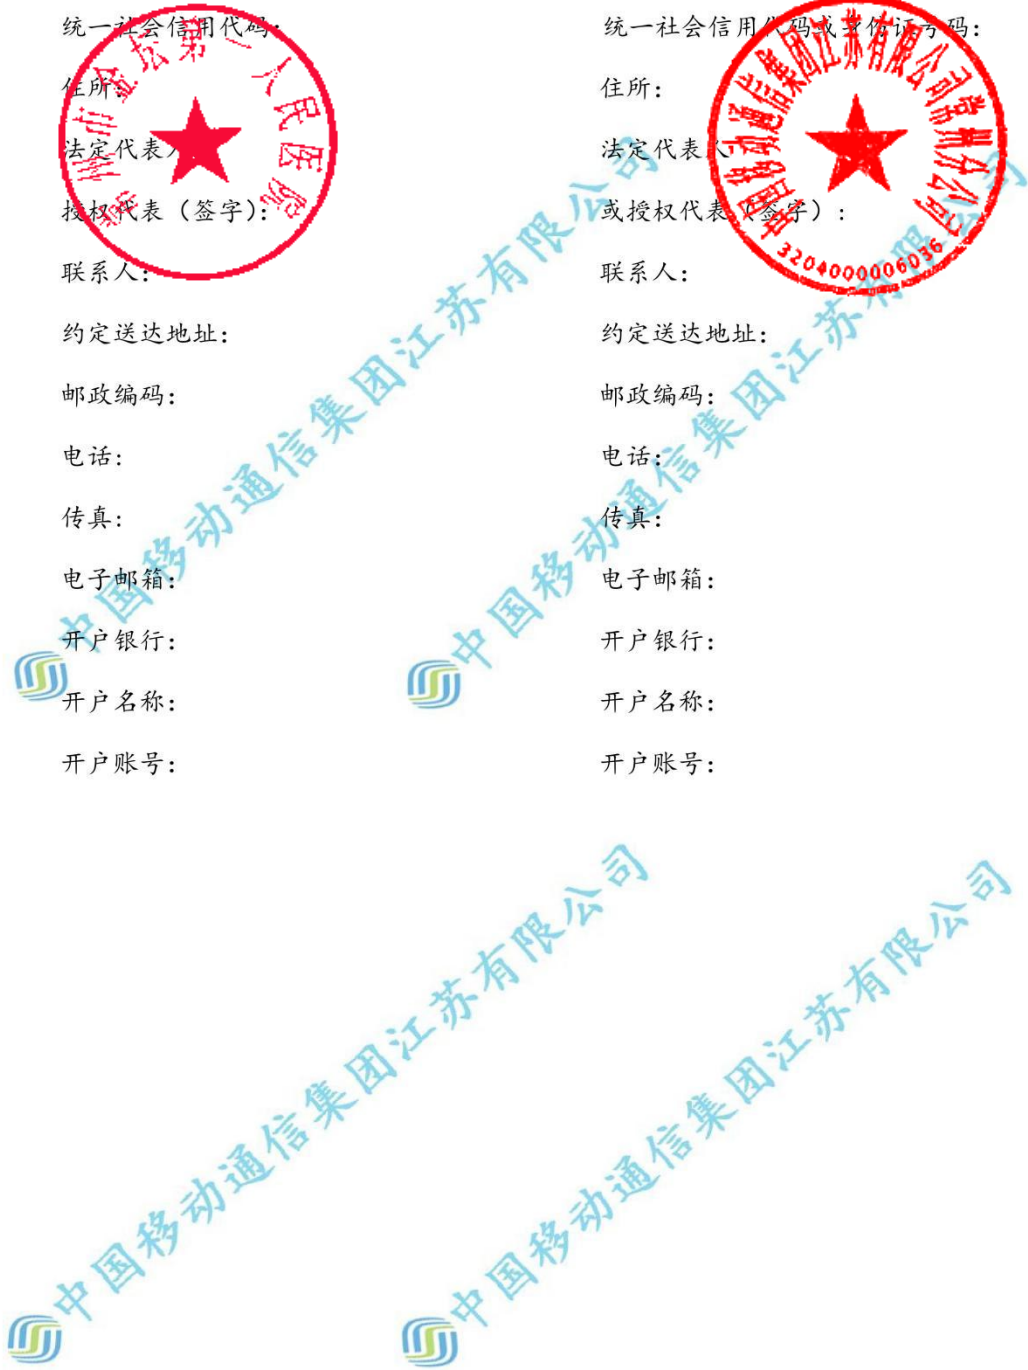 统一社会信用代码:
统一社会信用代码或身份证号码:
住所:
住所:
法定代表人
法定代表人
授权代表（签字）:
或授权代表（签字）:
联系人:
联系人:
约定送达地址:
约定送达地址:
邮政编码:
邮政编码:
电话:
电话:
传真:
传真:
电子邮箱:
电子邮箱:
开户银行:
开户银行:
开户名称:
开户名称:
开户账号:
开户账号:
常州市金坛第一人民医院
中国移动通信集团江苏有限公司常州分公司
3204000006036
中国移动通信集团江苏有限公司
中国移动通信集团江苏有限公司
中国移动通信集团江苏有限公司
中国移动通信集团江苏有限公司